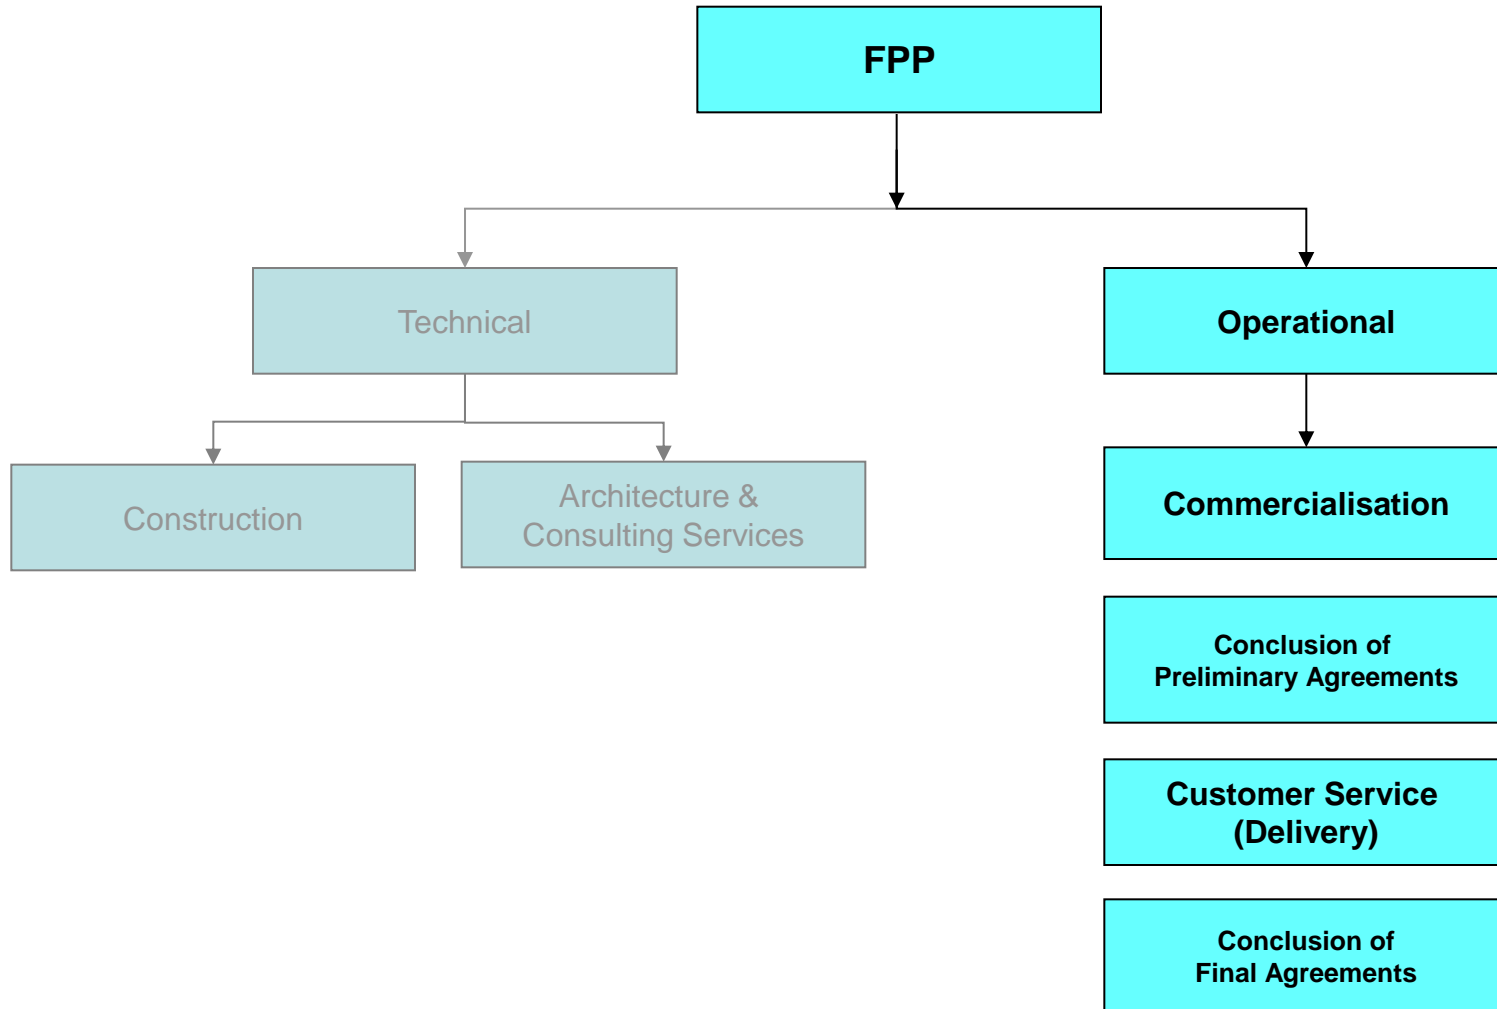 FPP
Technical
Operational
Construction
Architecture &
Consulting Services
Commercialisation
Conclusion of
Preliminary Agreements
Customer Service
(Delivery)
Conclusion of
Final Agreements